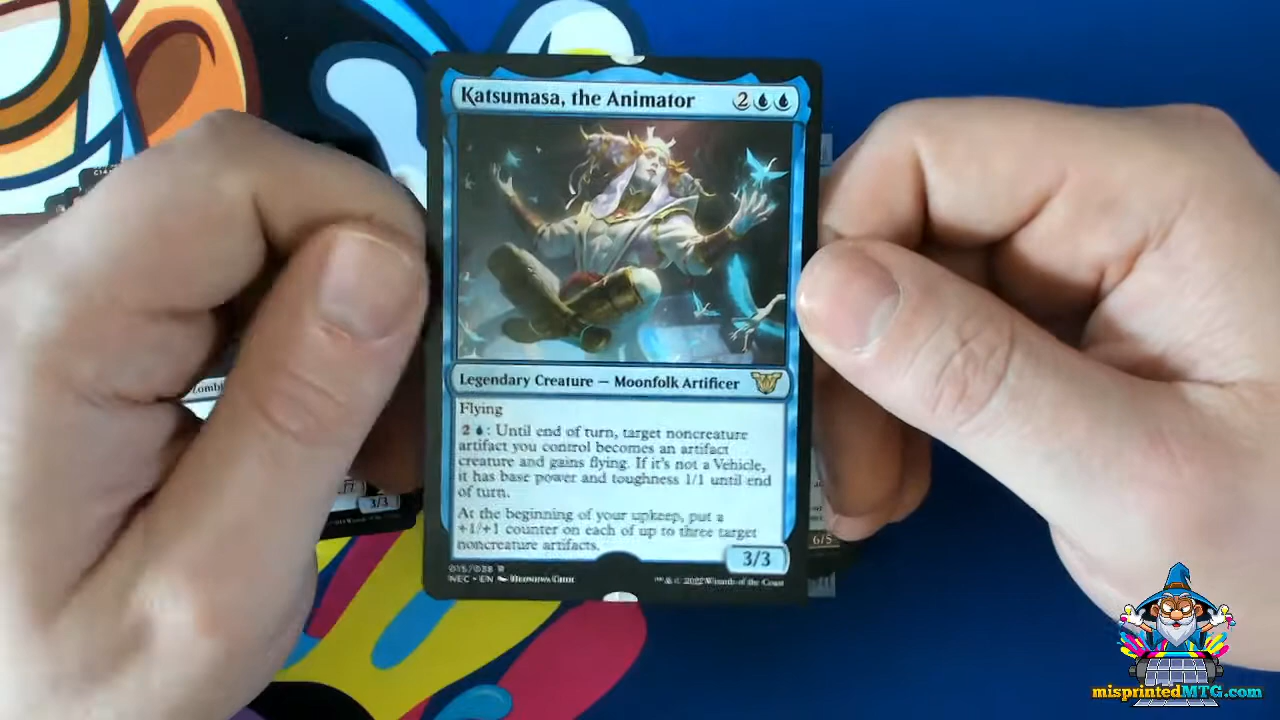 Katsumasa, the Animator 2
Legendary Creature — Moonfolk Artificer
Flying
2 : Until end of turn, target noncreature
artifact you control becomes an artifact
creature and gains flying. If it's not a Vehicle,
it has base power and toughness 1/1 until end
of turn.
At the beginning of your upkeep, put a
+1/+1 counter on each of up to three target
noncreature artifacts.
3/3
015/038 R
NEC • EN
™ & © 2022 Wizards of the Coast
Zombi
3/3
6/5
misprintedMTG.com